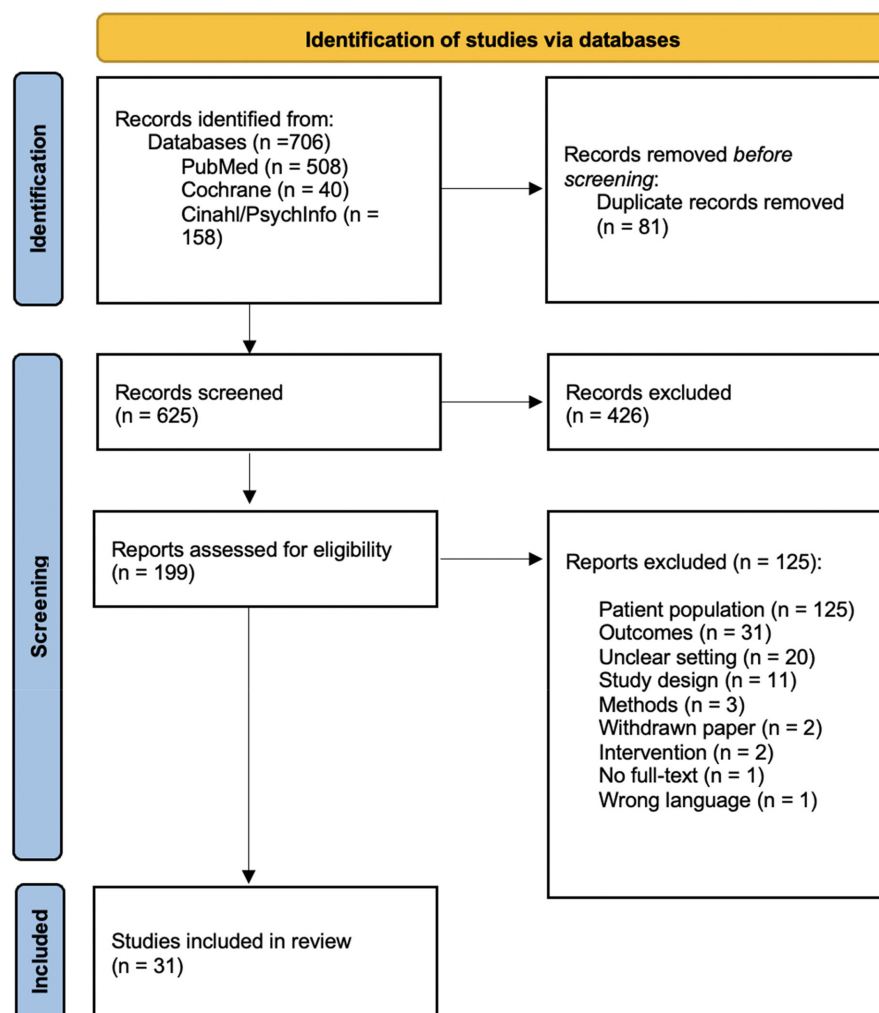 Identification of studies via databases
Identification
Records identified from:
Databases (n =706)
PubMed (n = 508)
Cochrane (n = 40)
Cinahl/PsychInfo (n =
158)
Records removed before
screening:
Duplicate records removed
(n = 81)
Screening
Records screened
(n = 625)
Records excluded
(n = 426)
Reports assessed for eligibility
(n = 199)
Reports excluded (n = 125):
Patient population (n = 125)
Outcomes (n = 31)
Unclear setting (n = 20)
Study design (n = 11)
Methods (n = 3)
Withdrawn paper (n = 2)
Intervention (n = 2)
No full-text (n = 1)
Wrong language (n = 1)
Included
Studies included in review
(n = 31)